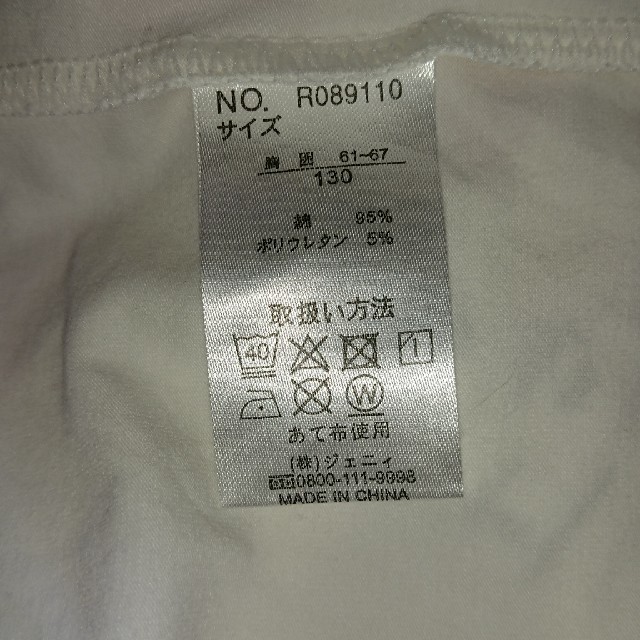 NO. R089110
サイズ
胸囲 61~67
130
綿 95%
ポリウレタン 5%
取扱い方法
40 1
W
あて布使用
(株)ジェニィ
0800-111-9998
MADE IN CHINA